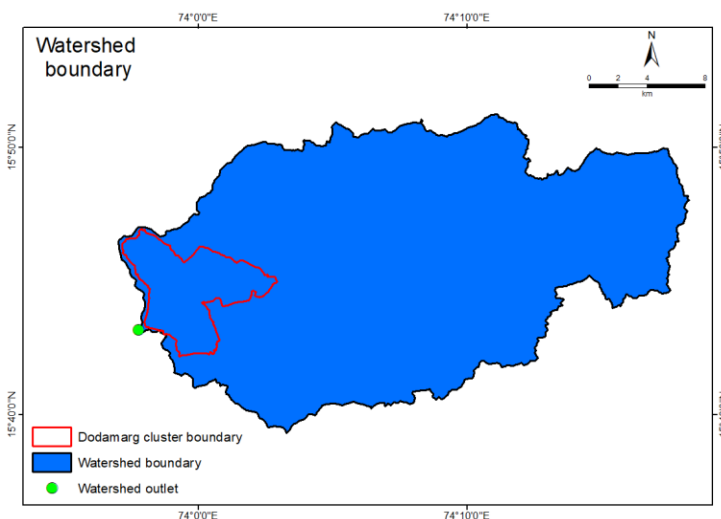 74°0'0"E 74°10'0"E
Watershed
boundary
N
0 2 4 8
km
15°50'0"N
15°40'0"N
Dodamarg cluster boundary
Watershed boundary
Watershed outlet
74°0'0"E 74°10'0"E